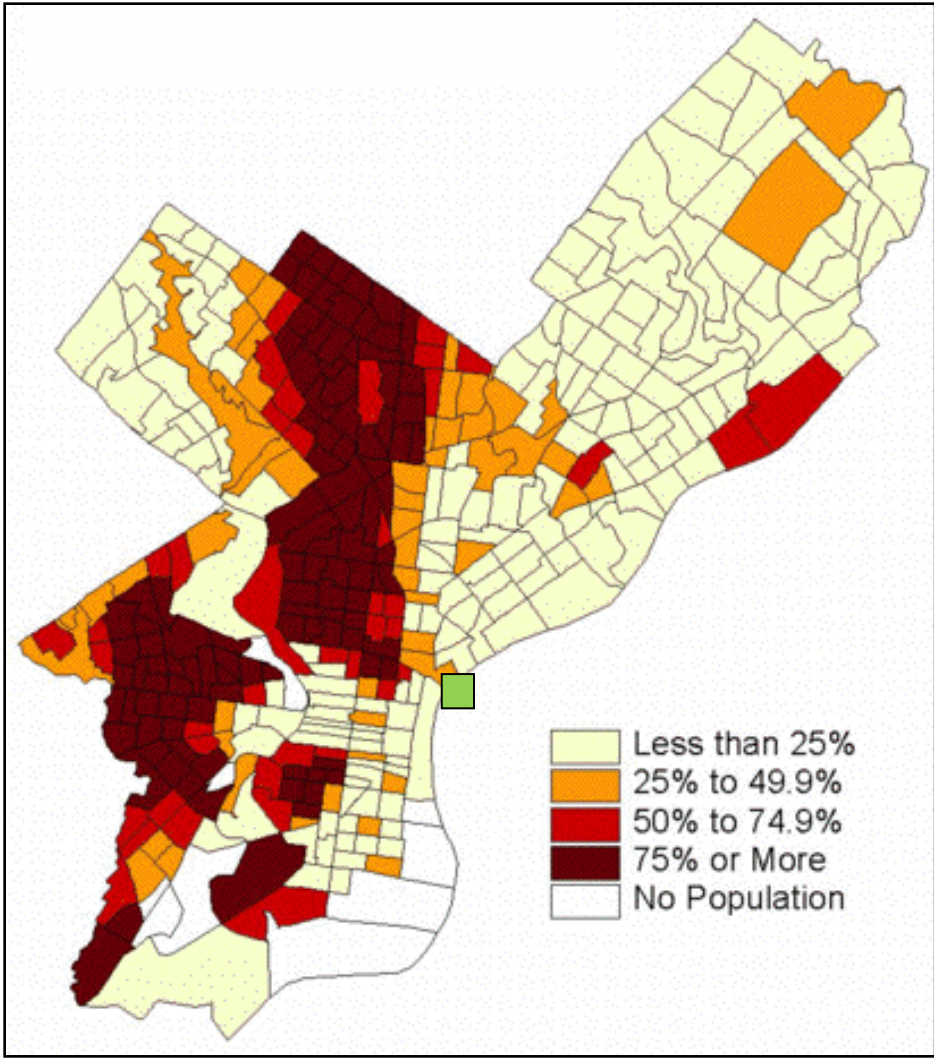 Less than 25%
25% to 49.9%
50% to 74.9%
75% or More
No Population